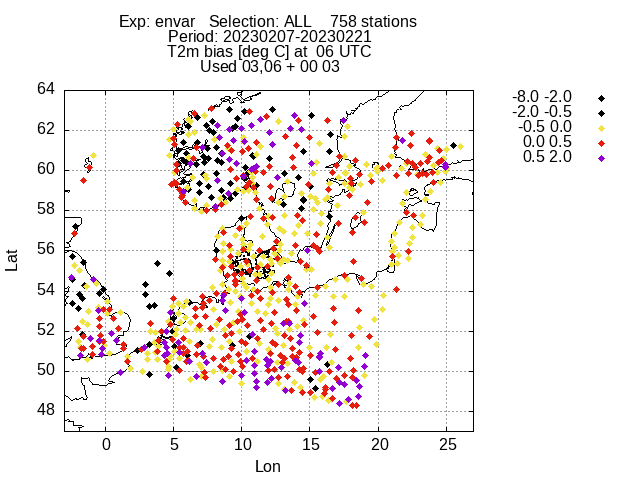 Exp: envar   Selection: ALL    758 stations
Period: 20230207-20230221
T2m bias [deg C] at  06 UTC
Used 03,06 + 00 03
64
62
60
58
56
54
52
50
48
0 5 10 15 20 25
Lat
Lon
-8.0 -2.0
-2.0 -0.5
-0.5 0.0
0.0 0.5
0.5 2.0